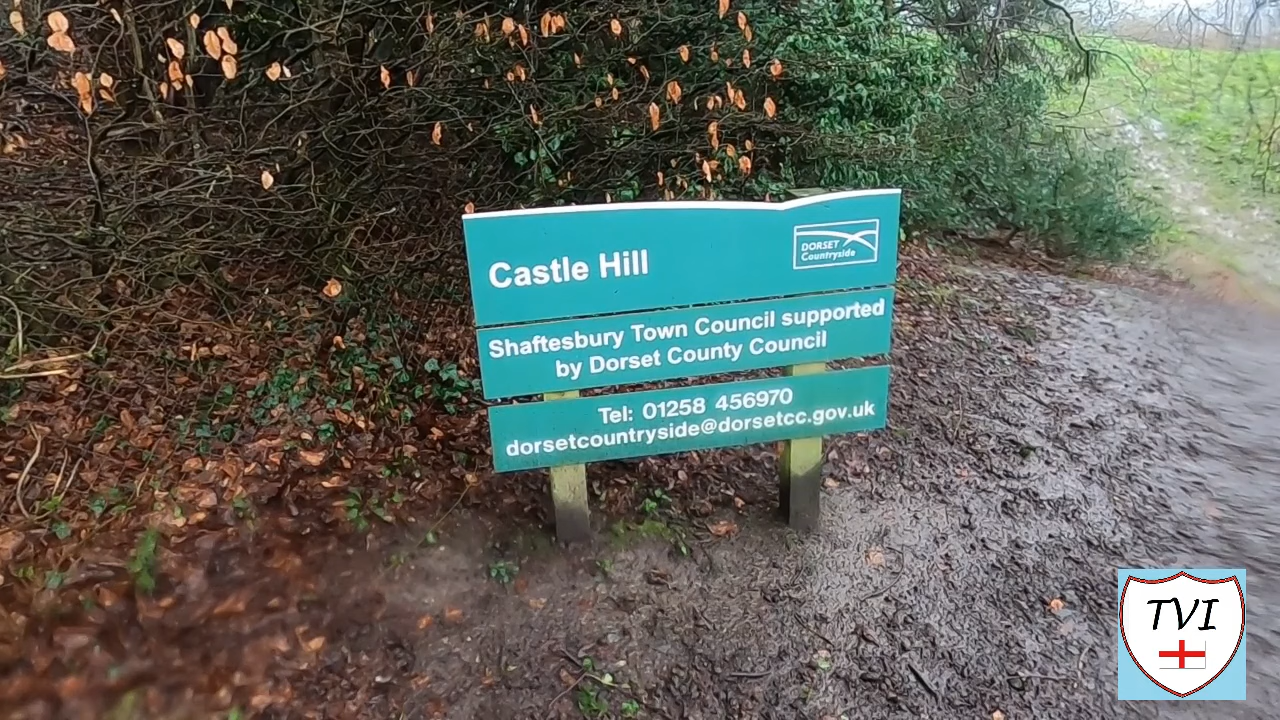 Castle Hill
DORSET
Countryside
Shaftesbury Town Council supported
by Dorset County Council
Tel: 01258 456970
dorsetcountryside@dorsetcc.gov.uk
TVI